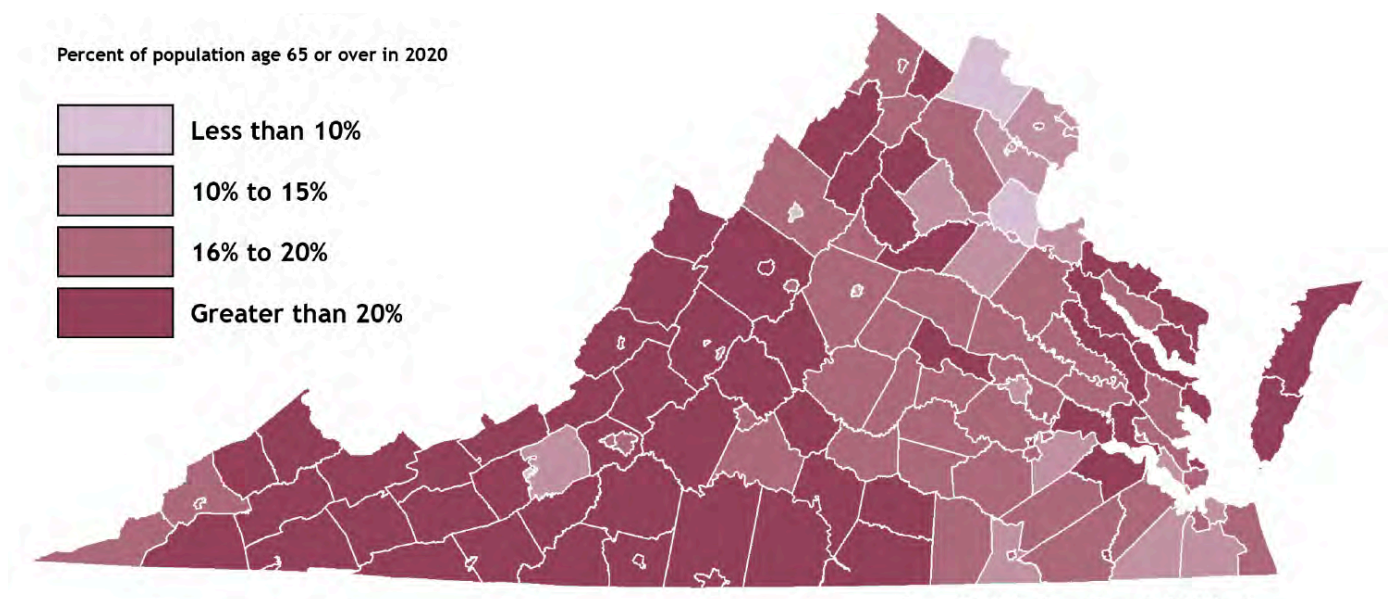 Percent of population age 65 or over in 2020
Less than 10%
10% to 15%
16% to 20%
Greater than 20%